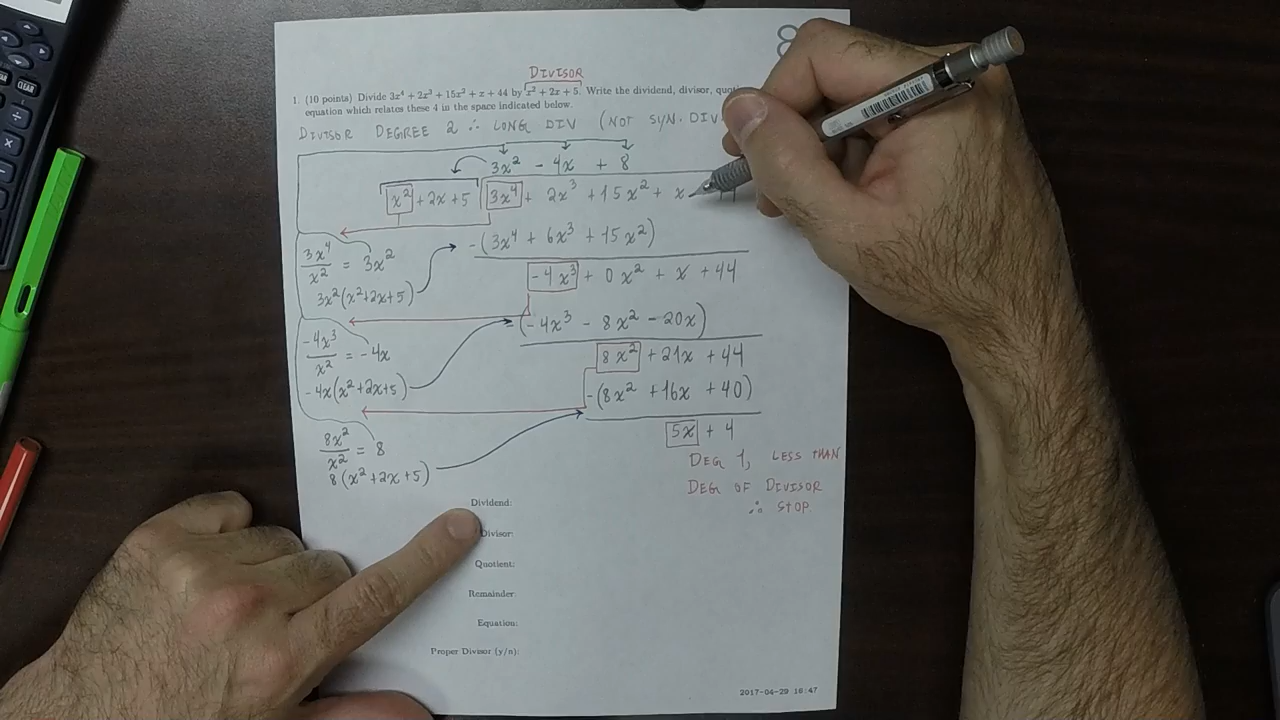 DIVISOR
1. (10 points) Divide 3x⁴ + 2x³ + 15x² + x + 44 by x² + 2x + 5. Write the dividend, divisor,
equation which relates these 4 in the space indicated below.
DIVISOR DEGREE 2 ∴ LONG DIV (NOT SYN. DIV
3x² - 4x + 8
x² + 2x + 5 3x⁴ + 2x³ + 15x² + x
-(3x⁴ + 6x³ + 15x²)
3x⁴/x² = 3x²
-4x³ + 0x² + x + 44
3x²(x²+2x+5)
-(-4x³ - 8x² - 20x)
-4x³/x² = -4x
8x² + 21x + 44
-4x(x²+2x+5)
-(8x² + 16x + 40)
5x + 4
8x²/x² = 8
8(x²+2x+5)
DEG 1, LESS THAN
DEG OF DIVISOR
∴ STOP.
Dividend:
Divisor:
Quotient:
Remainder:
Equation:
Proper Divisor (y/n):
2017-04-29 16:47
CLEAR